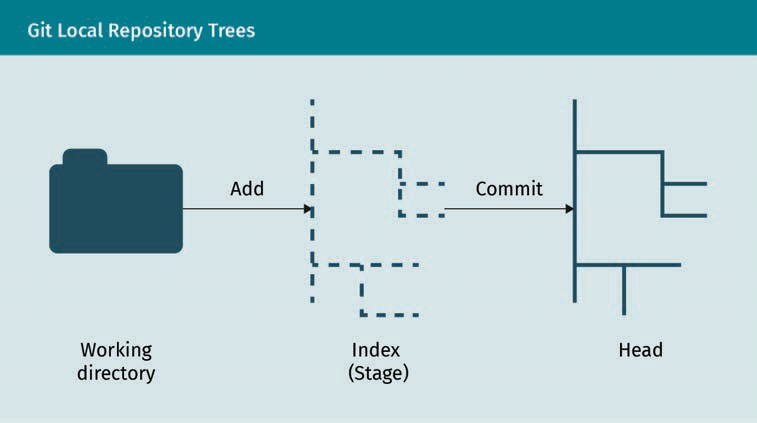 Git Local Repository Trees
Add
Commit
Working
directory
Index
(Stage)
Head